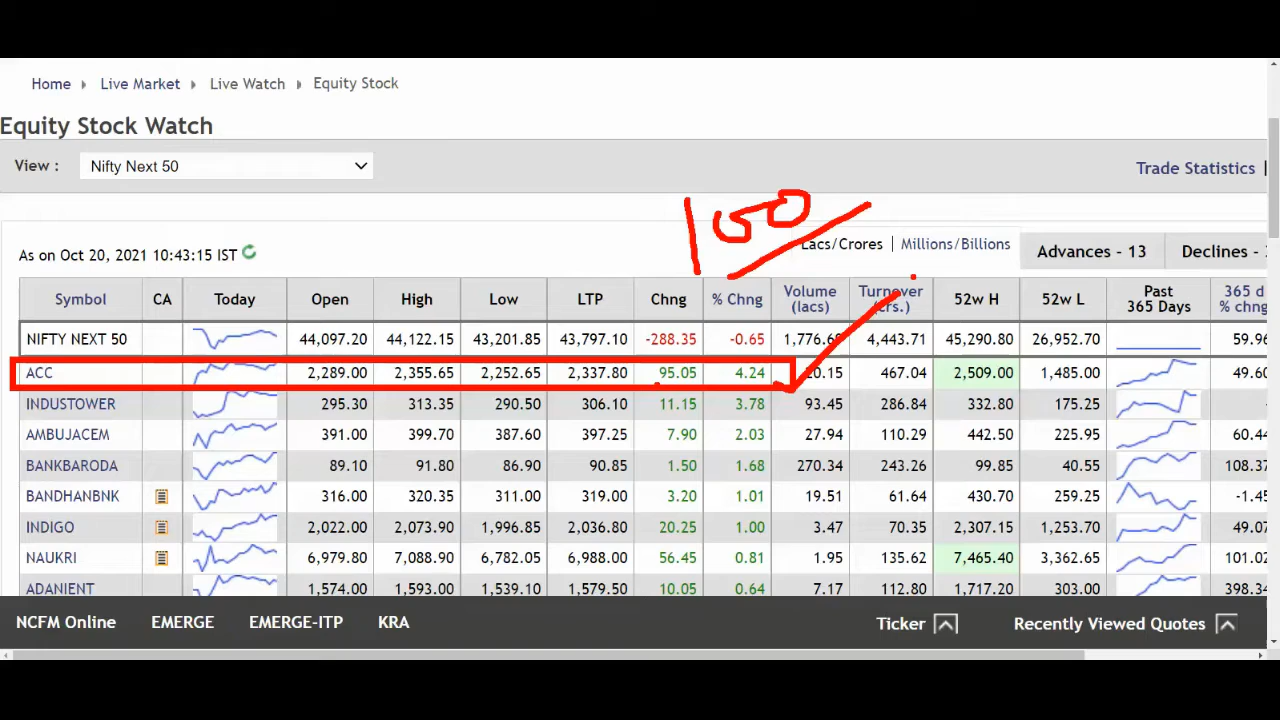 Home Live Market Live Watch Equity Stock
Equity Stock Watch
View : Nifty Next 50
Trade Statistics
100
As on Oct 20, 2021 10:43:15 IST Lacs/Crores | Millions/Billions Advances - 13 Declines -
Symbol CA Today Open High Low LTP Chng % Chng Volume (lacs) Turnover (crs.) 52w H 52w L Past 365 Days 365 d % chng
NIFTY NEXT 50 44,097.20 44,122.15 43,201.85 43,797.10 -288.35 -0.65 4,443.71 45,290.80 26,952.70 59.96
ACC 2,289.00 2,355.65 2,252.65 2,337.80 95.05 4.24 20.15 467.04 2,509.00 1,485.00 49.60
INDUSTOWER 295.30 313.35 290.50 306.10 11.15 3.78 93.45 286.84 332.80 175.25 -
AMBUJACEM 391.00 399.70 387.60 397.25 7.90 2.03 27.94 110.29 442.50 225.95 60.44
BANKBARODA 89.10 91.80 86.90 90.85 1.50 1.68 270.34 243.26 99.85 40.55 108.37
BANDHANBNK 316.00 320.35 311.00 319.00 3.20 1.01 19.51 61.64 430.70 259.25 -1.45
INDIGO 2,022.00 2,073.90 1,996.85 2,036.80 20.25 1.00 3.47 70.35 2,307.15 1,253.70 49.07
NAUKRI 6,979.80 7,088.90 6,782.05 6,988.00 56.45 0.81 1.95 135.62 7,465.40 3,362.65 101.02
ADANIENT 1,574.00 1,593.00 1,539.10 1,579.50 10.05 0.64 7.17 112.80 1,717.20 303.00 398.34
NCFM Online EMERGE EMERGE-ITP KRA Ticker Recently Viewed Quotes